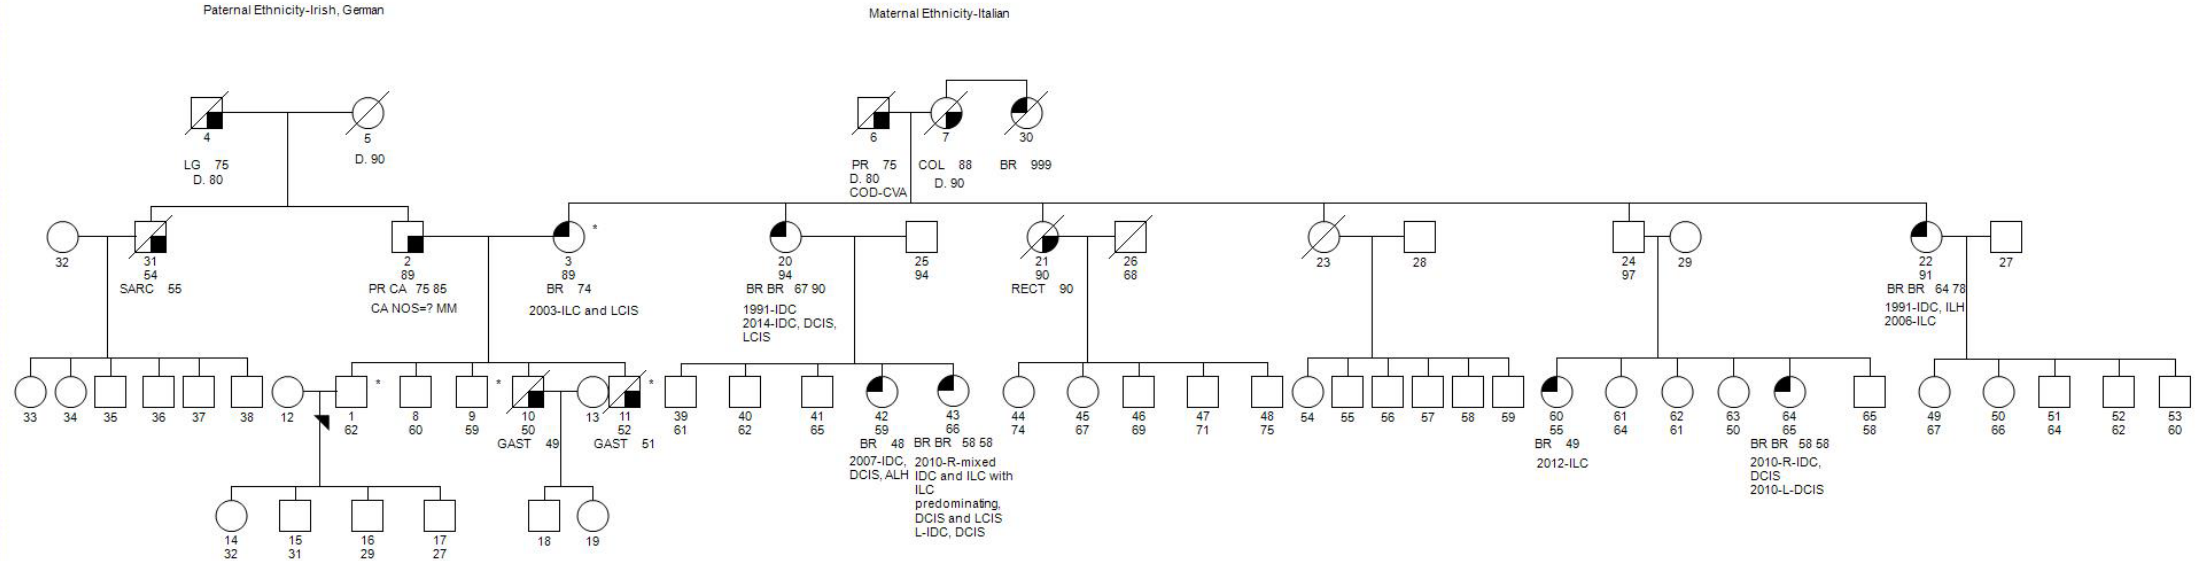 Paternal Ethnicity-Irish, German
Maternal Ethnicity-Italian
4
5
6
7
30
LG 75
D. 80
D. 90
PR 75
D. 80
COD-CVA
COL 88
D. 90
BR 999
32
31
54
SARC 55
2
89
PR CA 75 85
CA NOS=? MM
*
3
89
BR 74
2003-ILC and LCIS
20
94
BR BR 67 90
1991-IDC
2014-IDC, DCIS,
LCIS
25
94
21
90
RECT 90
26
68
23
28
24
97
29
22
91
BR BR 64 78
1991-IDC, ILH
2006-ILC
27
33
34
35
36
37
38
12
*
1
62
8
60
*
9
59
10
50
GAST 49
13
*
11
52
GAST 51
39
61
40
62
41
65
42
59
BR 48
2007-IDC,
DCIS, ALH
43
66
BR BR 58 58
2010-R-mixed
IDC and ILC with
ILC
predominating,
DCIS and LCIS
L-IDC, DCIS
44
74
45
67
46
69
47
71
48
75
54
55
56
57
58
59
60
55
BR 49
2012-ILC
61
64
62
61
63
50
64
65
BR BR 58 58
2010-R-IDC,
DCIS
2010-L-DCIS
65
58
49
67
50
66
51
64
52
62
53
60
14
32
15
31
16
29
17
27
18
19